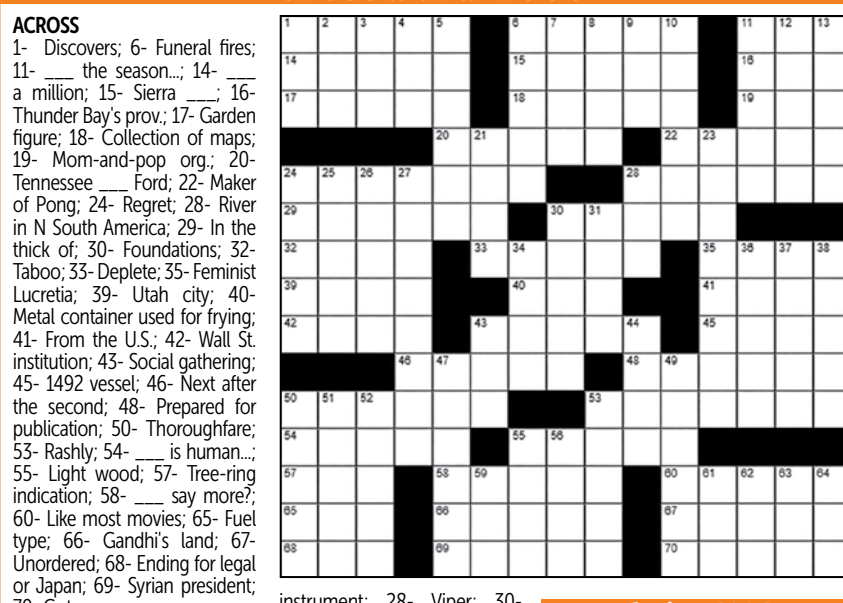 ACROSS
1- Discovers; 6- Funeral fires;
11- ___ the season...; 14- ___
a million; 15- Sierra ___; 16-
Thunder Bay's prov.; 17- Garden
figure; 18- Collection of maps;
19- Mom-and-pop org.; 20-
Tennessee ___ Ford; 22- Maker
of Pong; 24- Regret; 28- River
in N South America; 29- In the
thick of; 30- Foundations; 32-
Taboo; 33- Deplete; 35- Feminist
Lucretia; 39- Utah city; 40-
Metal container used for frying;
41- From the U.S.; 42- Wall St.
institution; 43- Social gathering;
45- 1492 vessel; 46- Next after
the second; 48- Prepared for
publication; 50- Thoroughfare;
53- Rashly; 54- ___ is human...;
55- Light wood; 57- Tree-ring
indication; 58- ___ say more?;
60- Like most movies; 65- Fuel
type; 66- Gandhi's land; 67-
Unordered; 68- Ending for legal
or Japan; 69- Syrian president;
1 2 3 4 5 6 7 8 9 10 11 12 13
14 15 16
17 18 19
20 21 22 23
24 25 26 27 28
29 30 31
32 33 34 35 36 37 38
39 40 41
42 43 44 45
46 47 48 49
50 51 52 53
54 55 56
57 58 59 60 61 62 63 64
65 66 67
68 69 70
instrument; 28- Viper; 30-